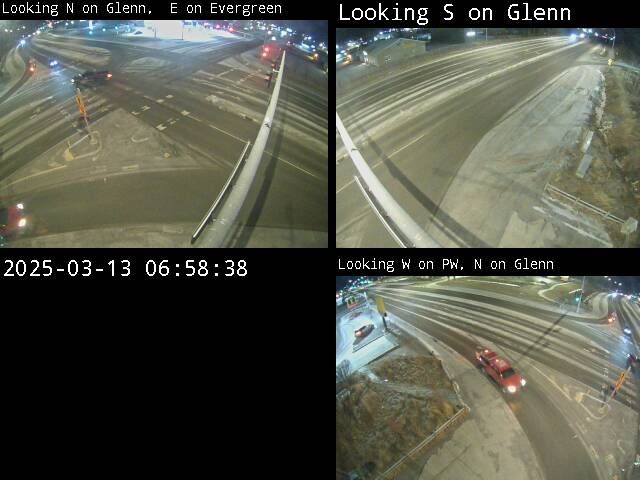 Looking N on Glenn,  E on Evergreen
Looking S on Glenn
2025-03-13 06:58:38
Looking W on PW, N on Glenn